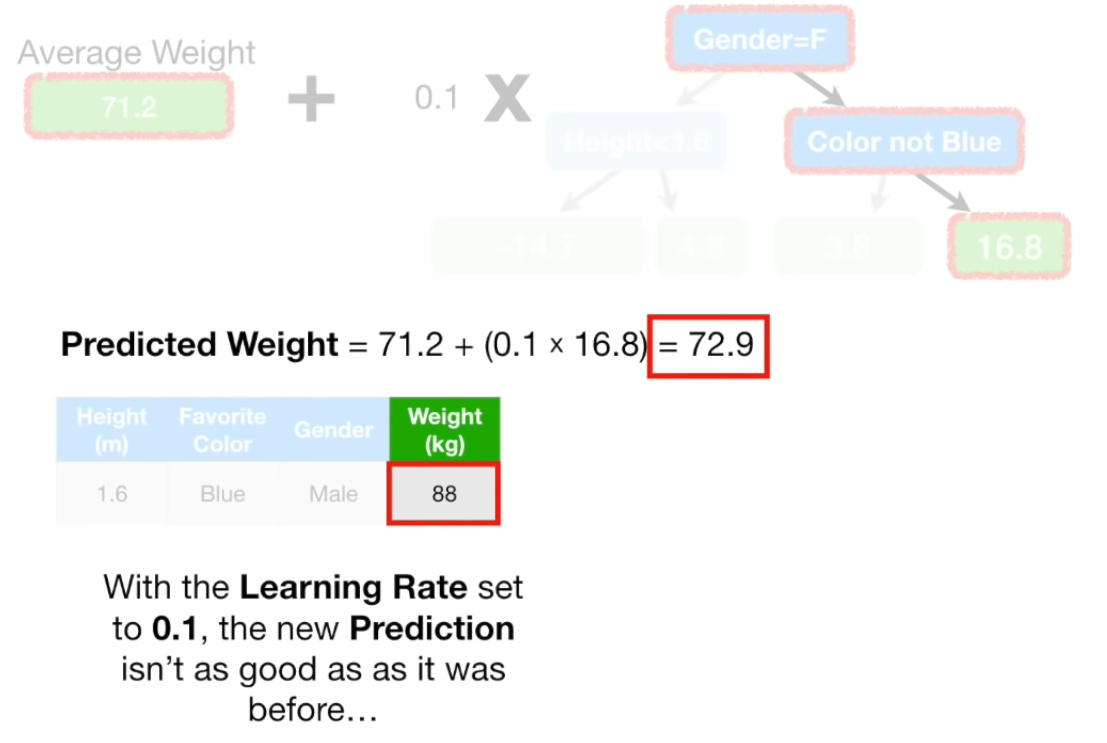 Average Weight
71.2
+
0.1
X
Gender=F
Height<1.6
Color not Blue
-14.7
4.8
3.8
16.8
Predicted Weight = 71.2 + (0.1 × 16.8) = 72.9
Height
(m)
Favorite
Color
Gender
Weight
(kg)
1.6
Blue
Male
88
With the Learning Rate set
to 0.1, the new Prediction
isn't as good as as it was
before…